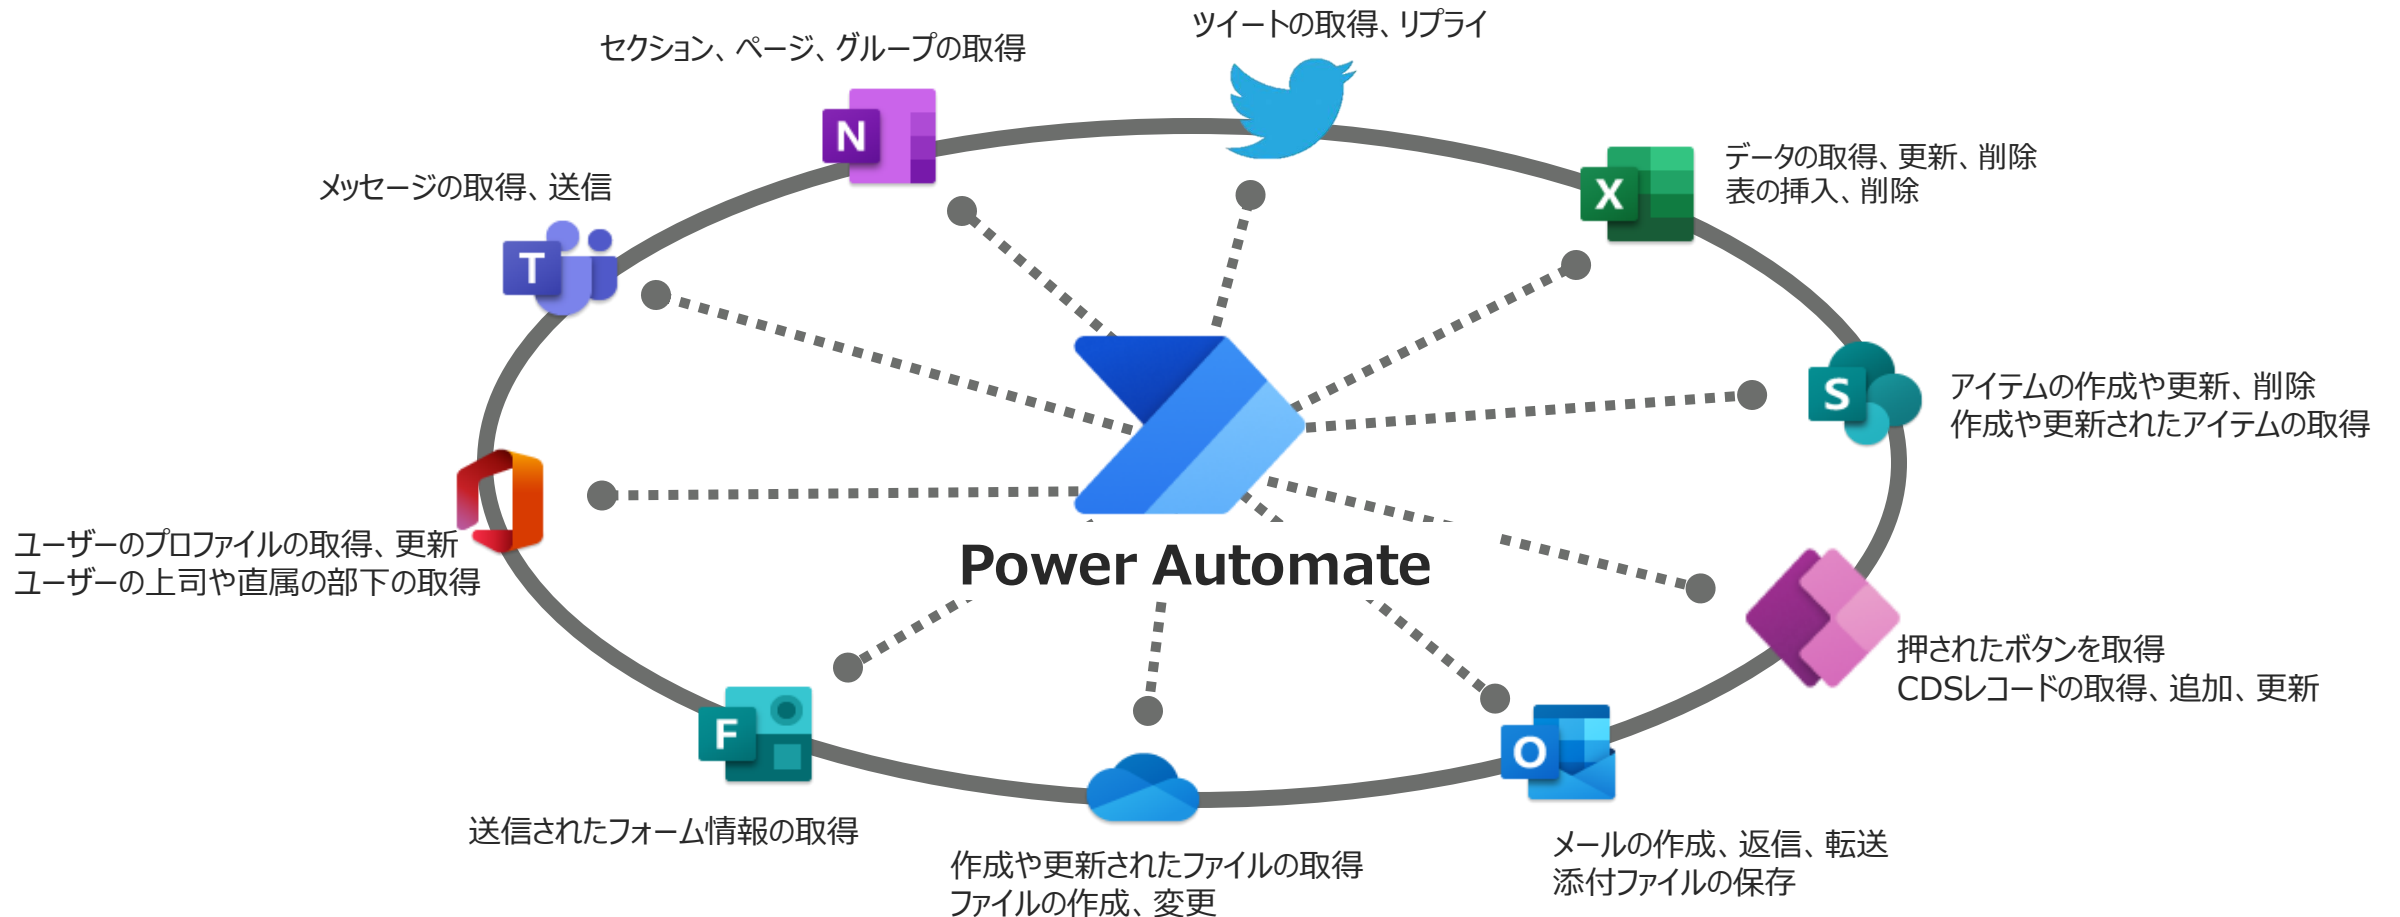 ツイートの取得、リプライ
セクション、ページ、グループの取得
N
データの取得、更新、削除
表の挿入、削除
X
メッセージの取得、送信
T
アイテムの作成や更新、削除
作成や更新されたアイテムの取得
S
Power Automate
ユーザーのプロファイルの取得、更新
ユーザーの上司や直属の部下の取得
押されたボタンを取得
CDSレコードの取得、追加、更新
F
O
送信されたフォーム情報の取得
作成や更新されたファイルの取得
ファイルの作成、変更
メールの作成、返信、転送
添付ファイルの保存